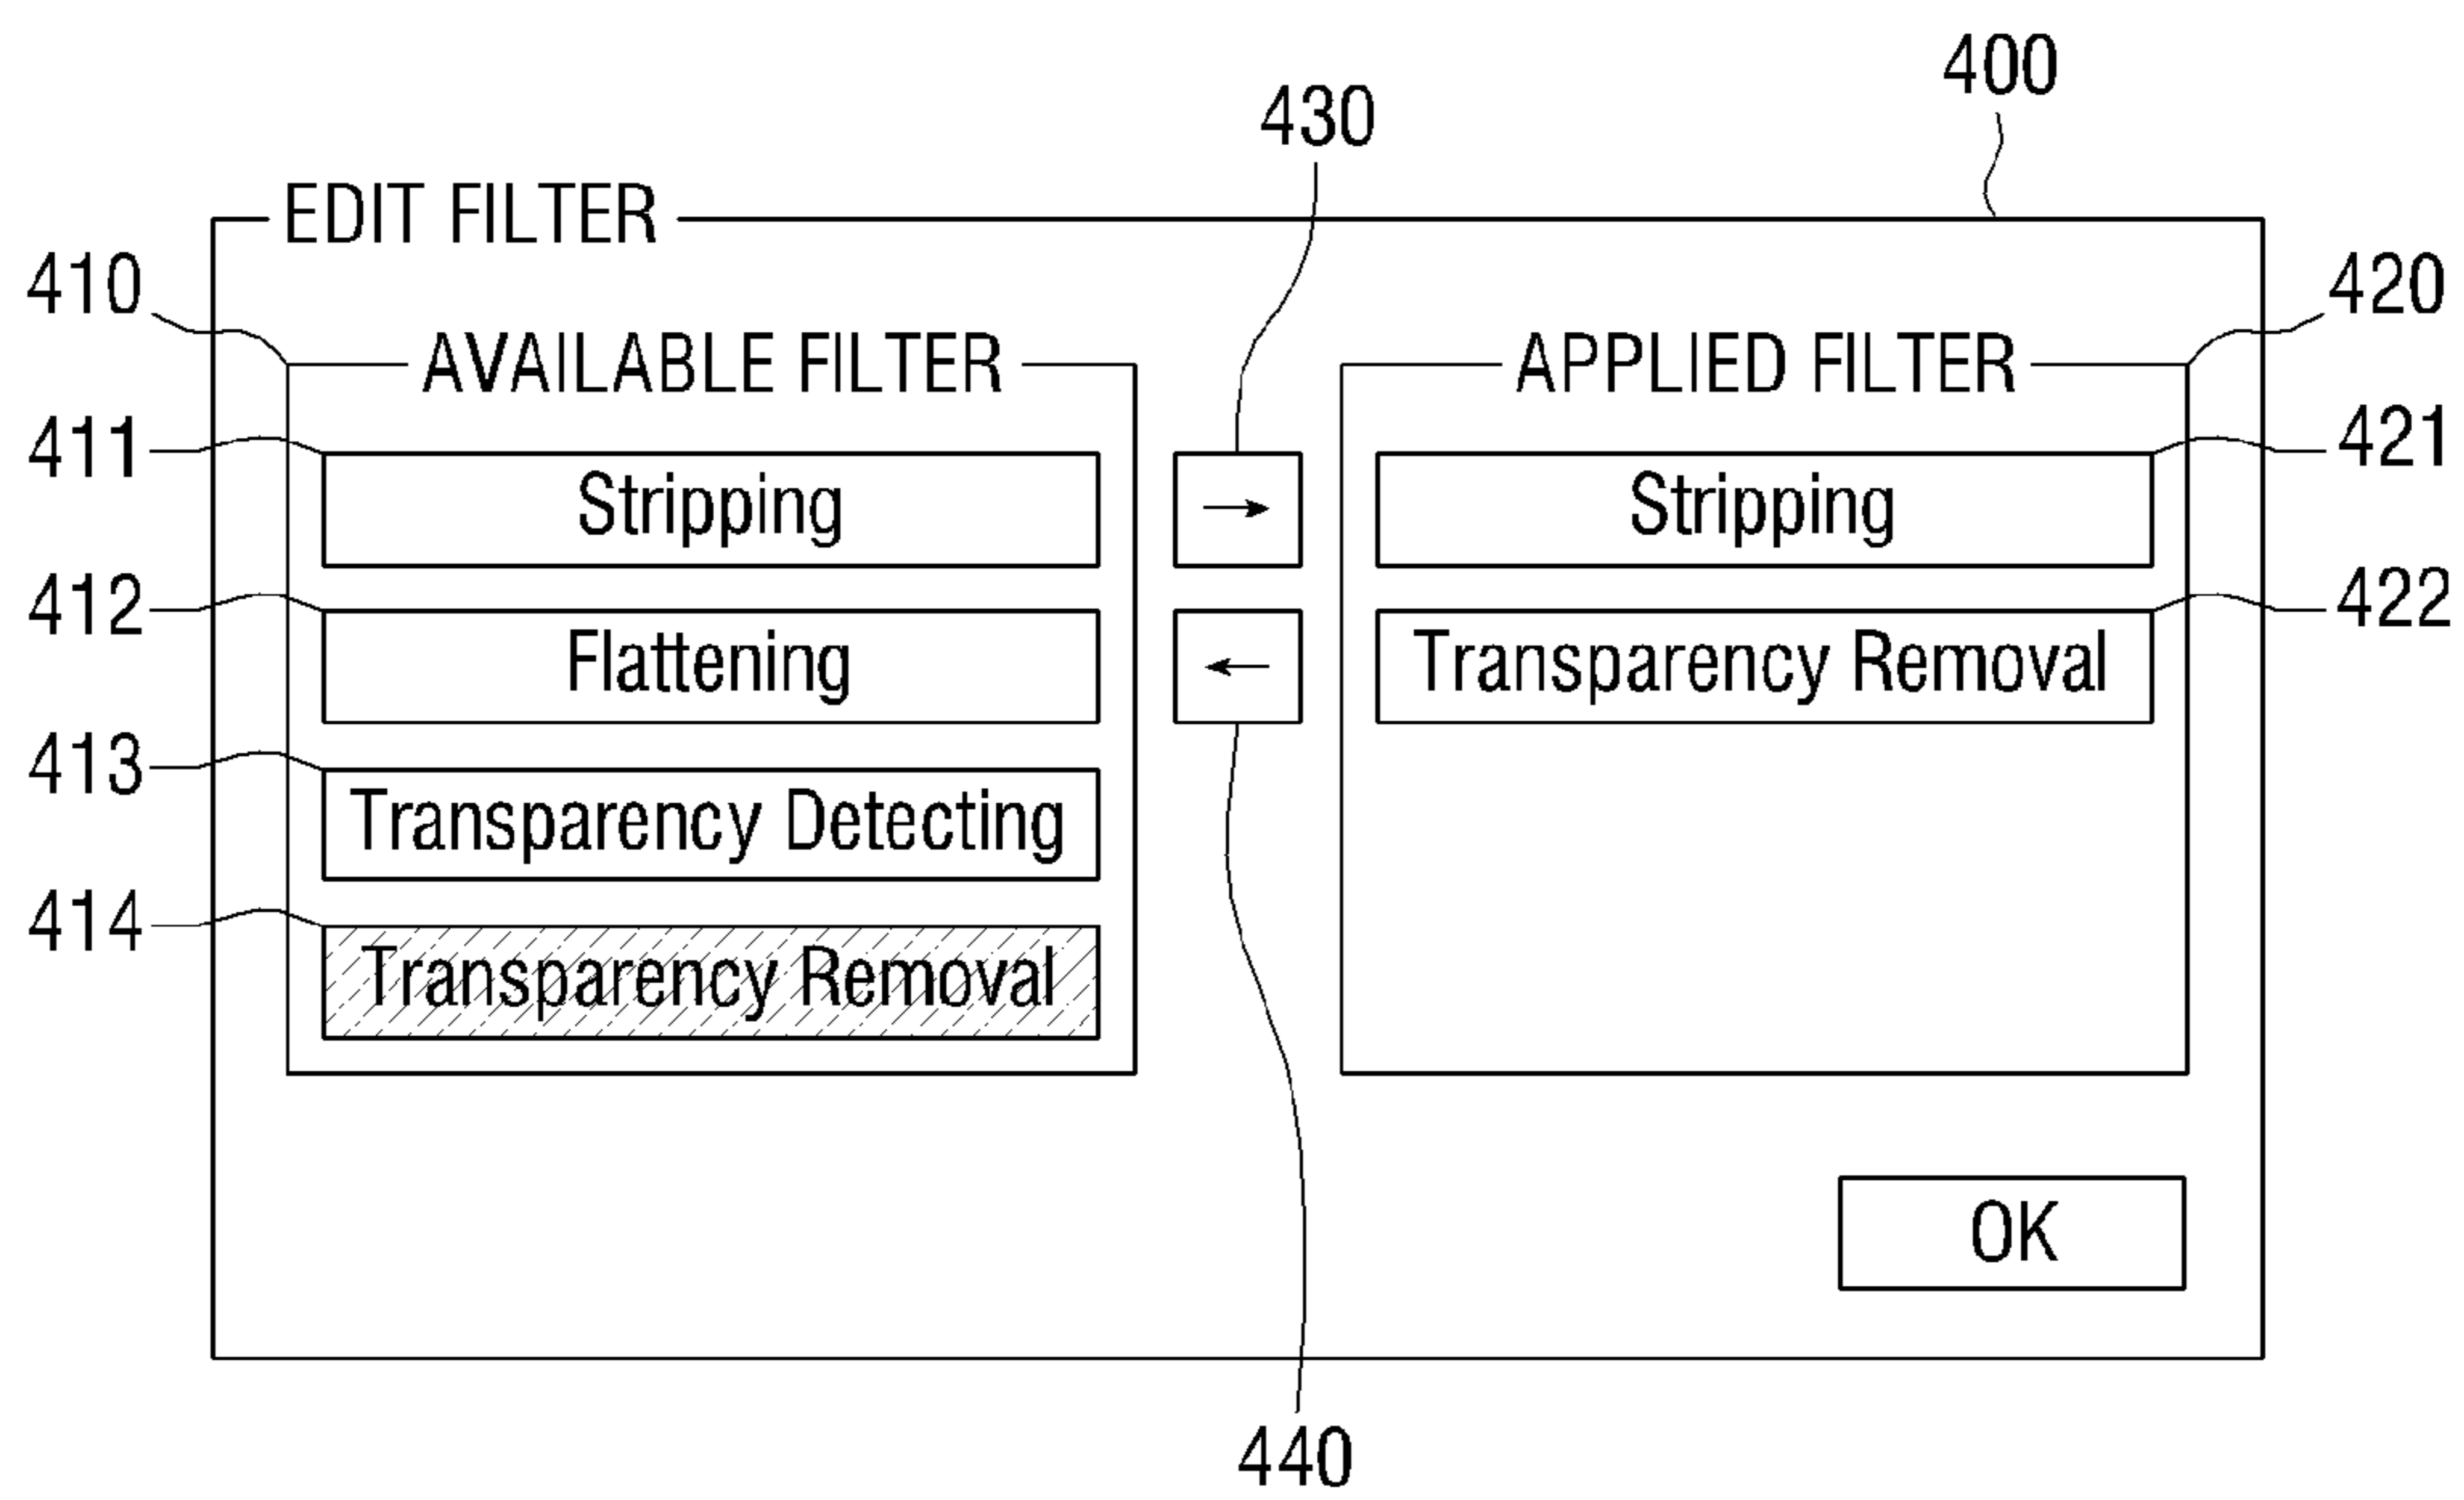 400
430
EDIT FILTER
410
420
AVAILABLE FILTER
APPLIED FILTER
411
421
Stripping
Stripping
412
422
Flattening
Transparency Removal
413
Transparency Detecting
414
Transparency Removal
OK
440